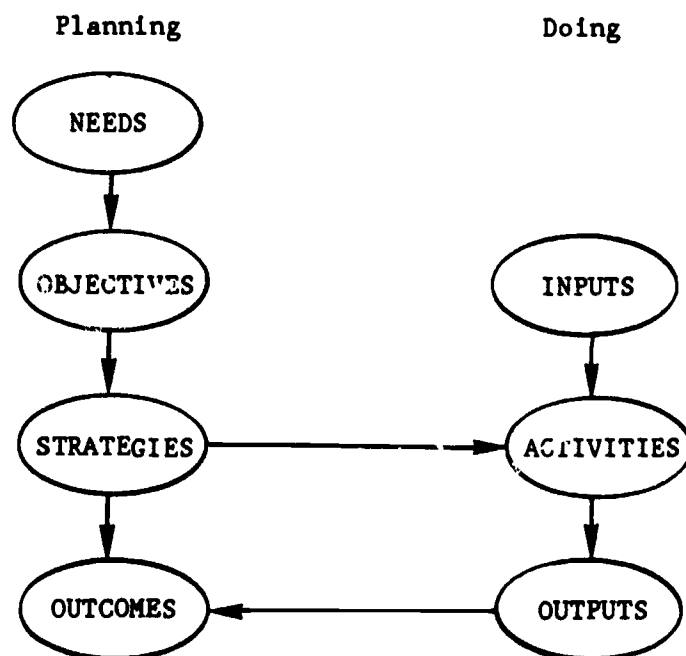 Planning Doing
NEEDS
OBJECTIVES INPUTS
STRATEGIES ACTIVITIES
OUTCOMES OUTPUTS